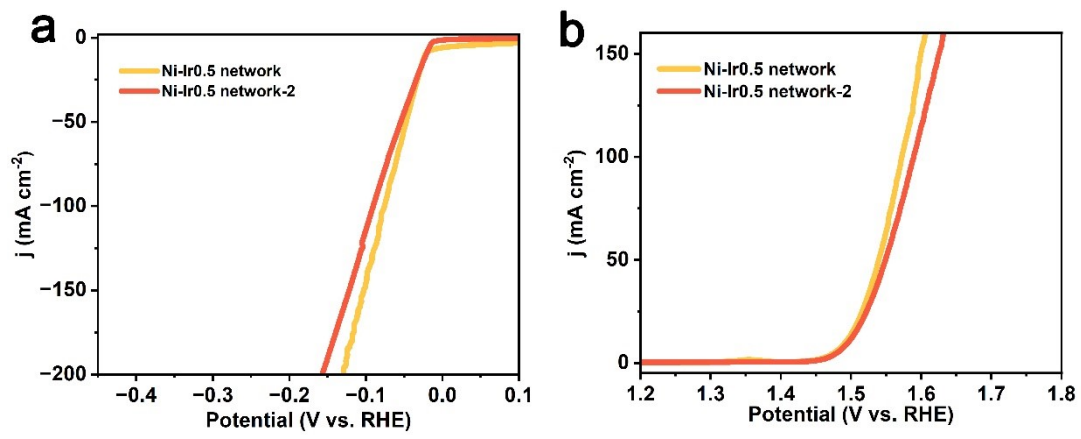 a
0
−50
−100
−150
−200
j (mA cm⁻²)
Ni-Ir0.5 network
Ni-Ir0.5 network-2
−0.4
−0.3
−0.2
−0.1
0.0
0.1
Potential (V vs. RHE)
b
150
100
50
0
j (mA cm⁻²)
Ni-Ir0.5 network
Ni-Ir0.5 network-2
1.2
1.3
1.4
1.5
1.6
1.7
1.8
Potential (V vs. RHE)